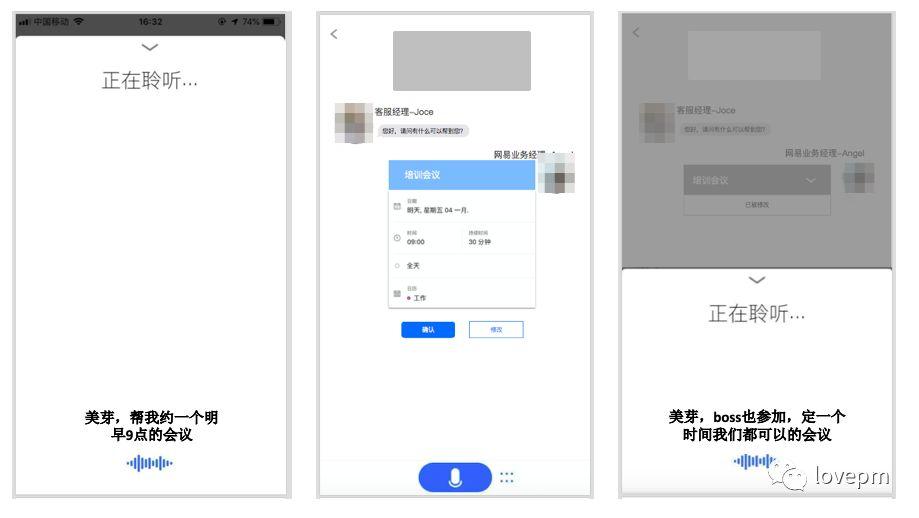 中国移动
16:32
74%
正在聆听...
美芽，帮我约一个明
早9点的会议
客服经理-Joce
您好，请问有什么可以帮到您?
网易业务经理-Angel
培训会议
日期
明天, 星期五 04 一月.
时间
持续时间
09:00
30 分钟
全天
日历
工作
确认
修改
客服经理-Joce
您好，请问有什么可以帮到您?
网易业务经理-Angel
培训会议
已被修改
正在聆听...
美芽，boss也参加，定一个
时间我们都可以的会议
lovepm